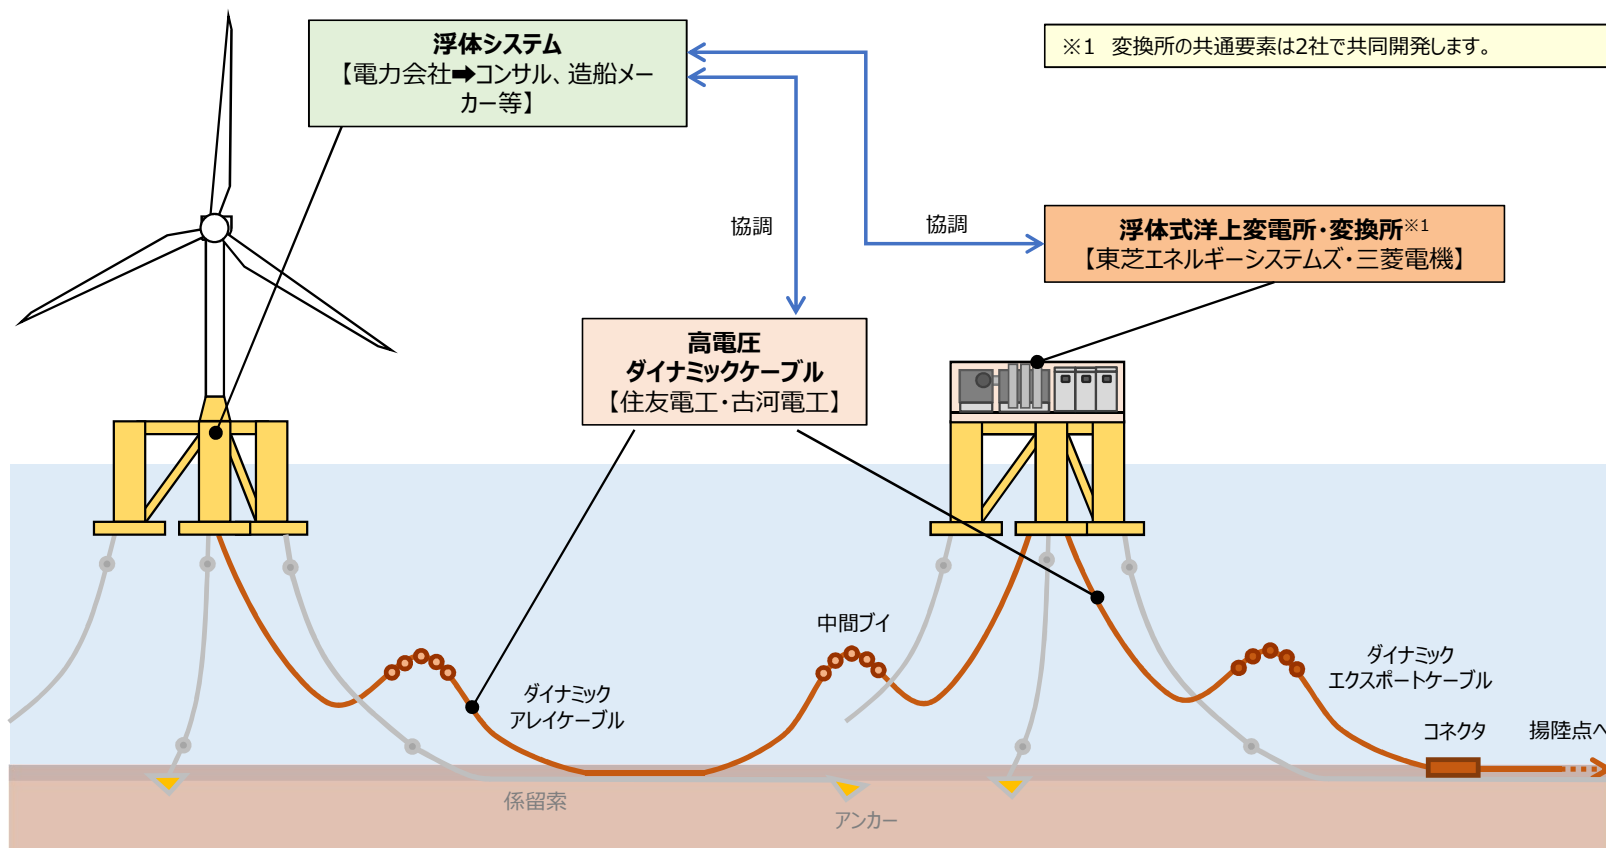 浮体システム
【電力会社➡コンサル、造船メー
カー等】
※1 変換所の共通要素は2社で共同開発します。
協調
協調
浮体式洋上変電所・変換所※1
【東芝エネルギーシステムズ・三菱電機】
高電圧
ダイナミックケーブル
【住友電工・古河電工】
中間ブイ
ダイナミック
アレイケーブル
ダイナミック
エクスポートケーブル
コネクタ
揚陸点へ
係留索
アンカー